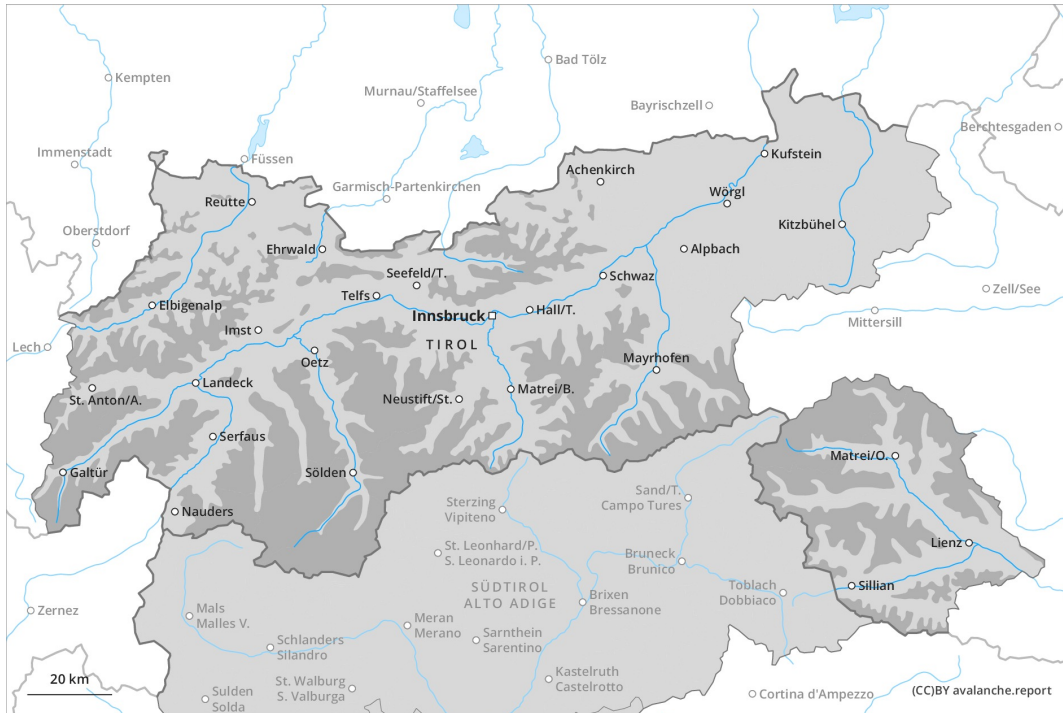 Kempten
Bad Tölz
Murnau/Staffelsee
Bayrischzell
Berchtesgaden
Immenstadt
Füssen
Kufstein
Achenkirch
Garmisch-Partenkirchen
Wörgl
Reutte
Kitzbühel
Oberstdorf
Ehrwald
Alpbach
Seefeld/T.
Schwaz
Zell/See
Telfs
Elbigenalp
Innsbruck
Hall/T.
Mittersill
Imst
TIROL
Lech
Oetz
Mayrhofen
Landeck
Matrei/B.
St. Anton/A.
Neustift/St.
Serfaus
Matrei/O.
Galtür
Sölden
Sand/T.
Campo Tures
Sterzing
Vipiteno
Nauders
Lienz
St. Leonhard/P.
S. Leonardo i. P.
Bruneck
Brunico
SÜDTIROL
ALTO ADIGE
Toblach
Dobbiaco
Sillian
Brixen
Bressanone
Zernez
Mals
Malles V.
Meran
Merano
Sarnthein
Sarentino
Schlanders
Silandro
Kastelruth
Castelrotto
20 km
St. Walburg
S. Valburga
Sulden
Solda
Cortina d'Ampezzo
(CC)BY avalanche.report